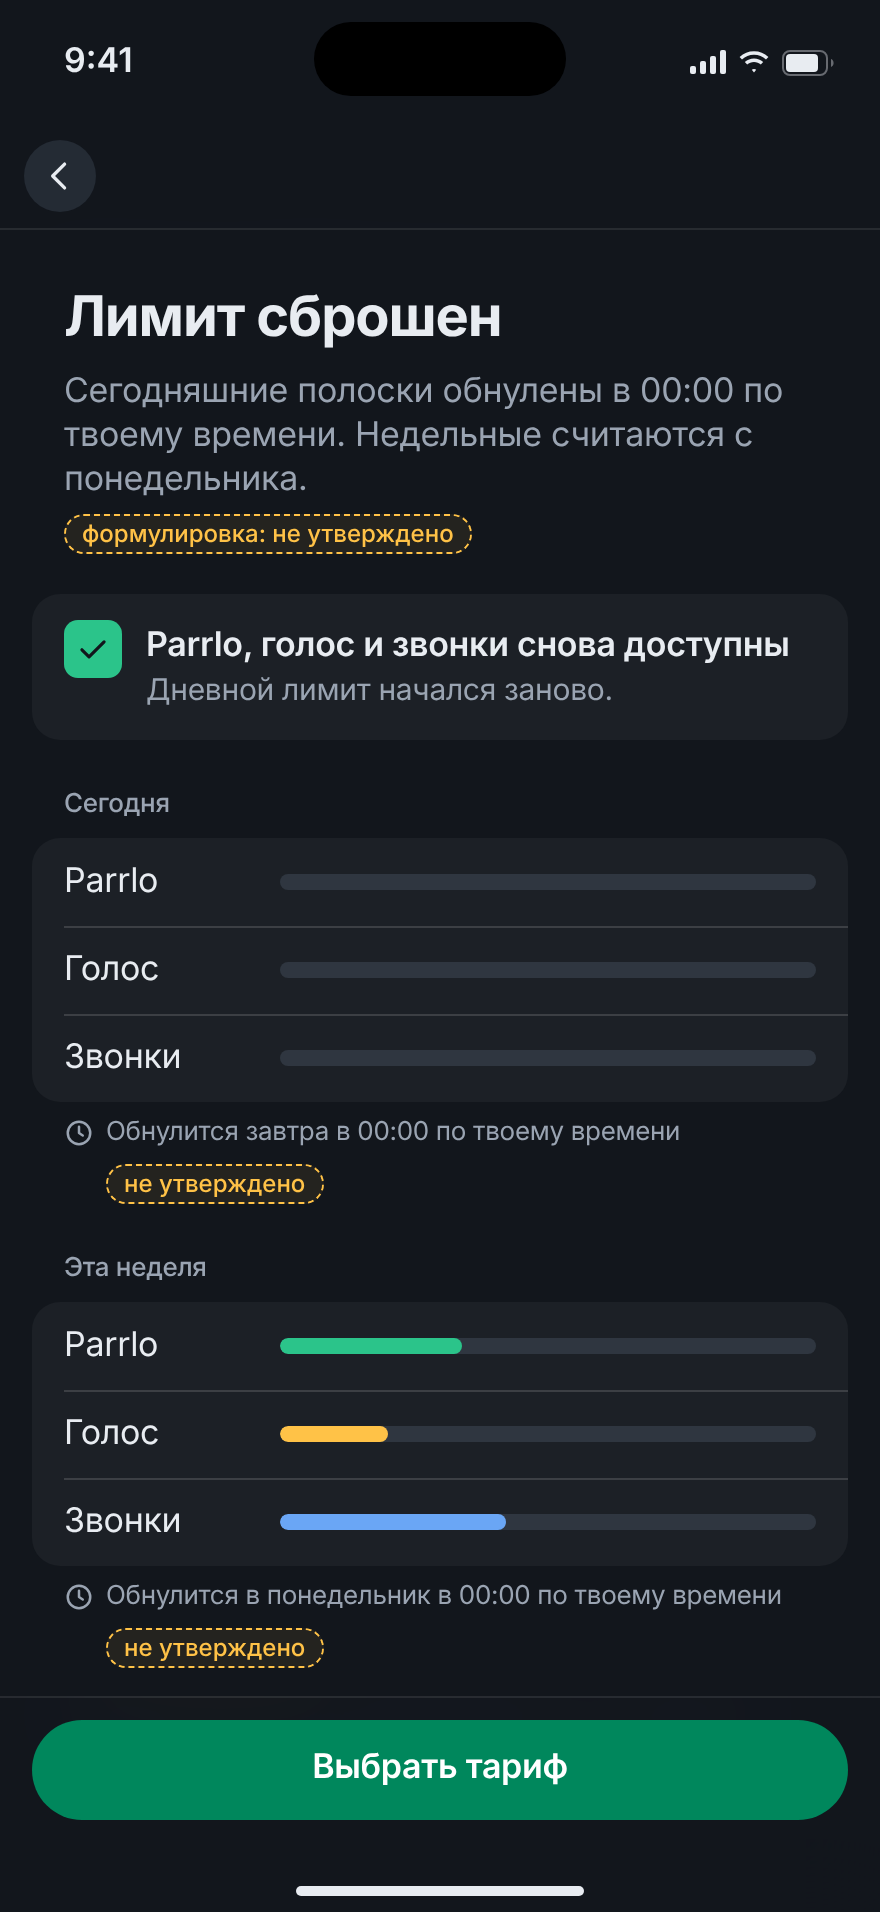 9:41
Лимит сброшен
Сегодняшние полоски обнулены в 00:00 по
твоему времени. Недельные считаются с
понедельника.
формулировка: не утверждено
Parrlo, голос и звонки снова доступны
Дневной лимит начался заново.
Сегодня
Parrlo
Голос
Звонки
Обнулится завтра в 00:00 по твоему времени
не утверждено
Эта неделя
Parrlo
Голос
Звонки
Обнулится в понедельник в 00:00 по твоему времени
не утверждено
Выбрать тариф